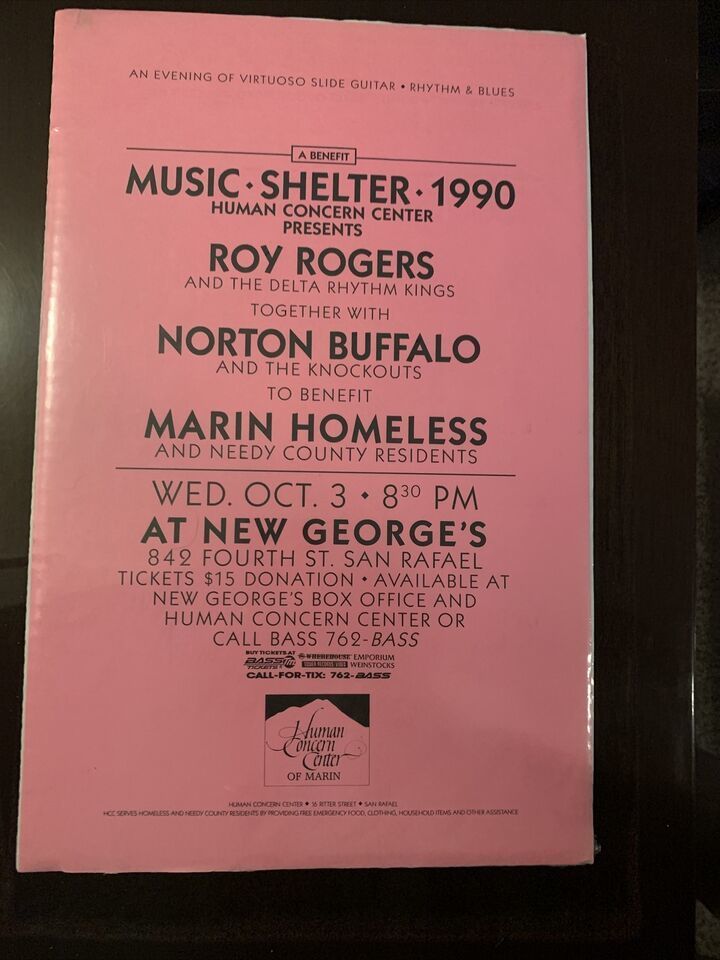 AN EVENING OF VIRTUOSO SLIDE GUITAR • RHYTHM & BLUES
A BENEFIT
MUSIC • SHELTER • 1990
HUMAN CONCERN CENTER
PRESENTS
ROY ROGERS
AND THE DELTA RHYTHM KINGS
TOGETHER WITH
NORTON BUFFALO
AND THE KNOCKOUTS
TO BENEFIT
MARIN HOMELESS
AND NEEDY COUNTY RESIDENTS
WED. OCT. 3 • 8³⁰ PM
AT NEW GEORGE'S
842 FOURTH ST. SAN RAFAEL
TICKETS $15 DONATION • AVAILABLE AT
NEW GEORGE'S BOX OFFICE AND
HUMAN CONCERN CENTER OR
CALL BASS 762-BASS
BUY TICKETS AT
BASS TICKETS
WHEREHOUSE EMPORIUM
TOWER RECORDS/VIDEO WEINSTOCKS
CALL-FOR-TIX: 762-BASS
Human
Concern
Center
OF MARIN
HUMAN CONCERN CENTER ◆ 16 RITTER STREET ◆ SAN RAFAEL
HCC SERVES HOMELESS AND NEEDY COUNTY RESIDENTS BY PROVIDING FREE EMERGENCY FOOD, CLOTHING, HOUSEHOLD ITEMS AND OTHER ASSISTANCE